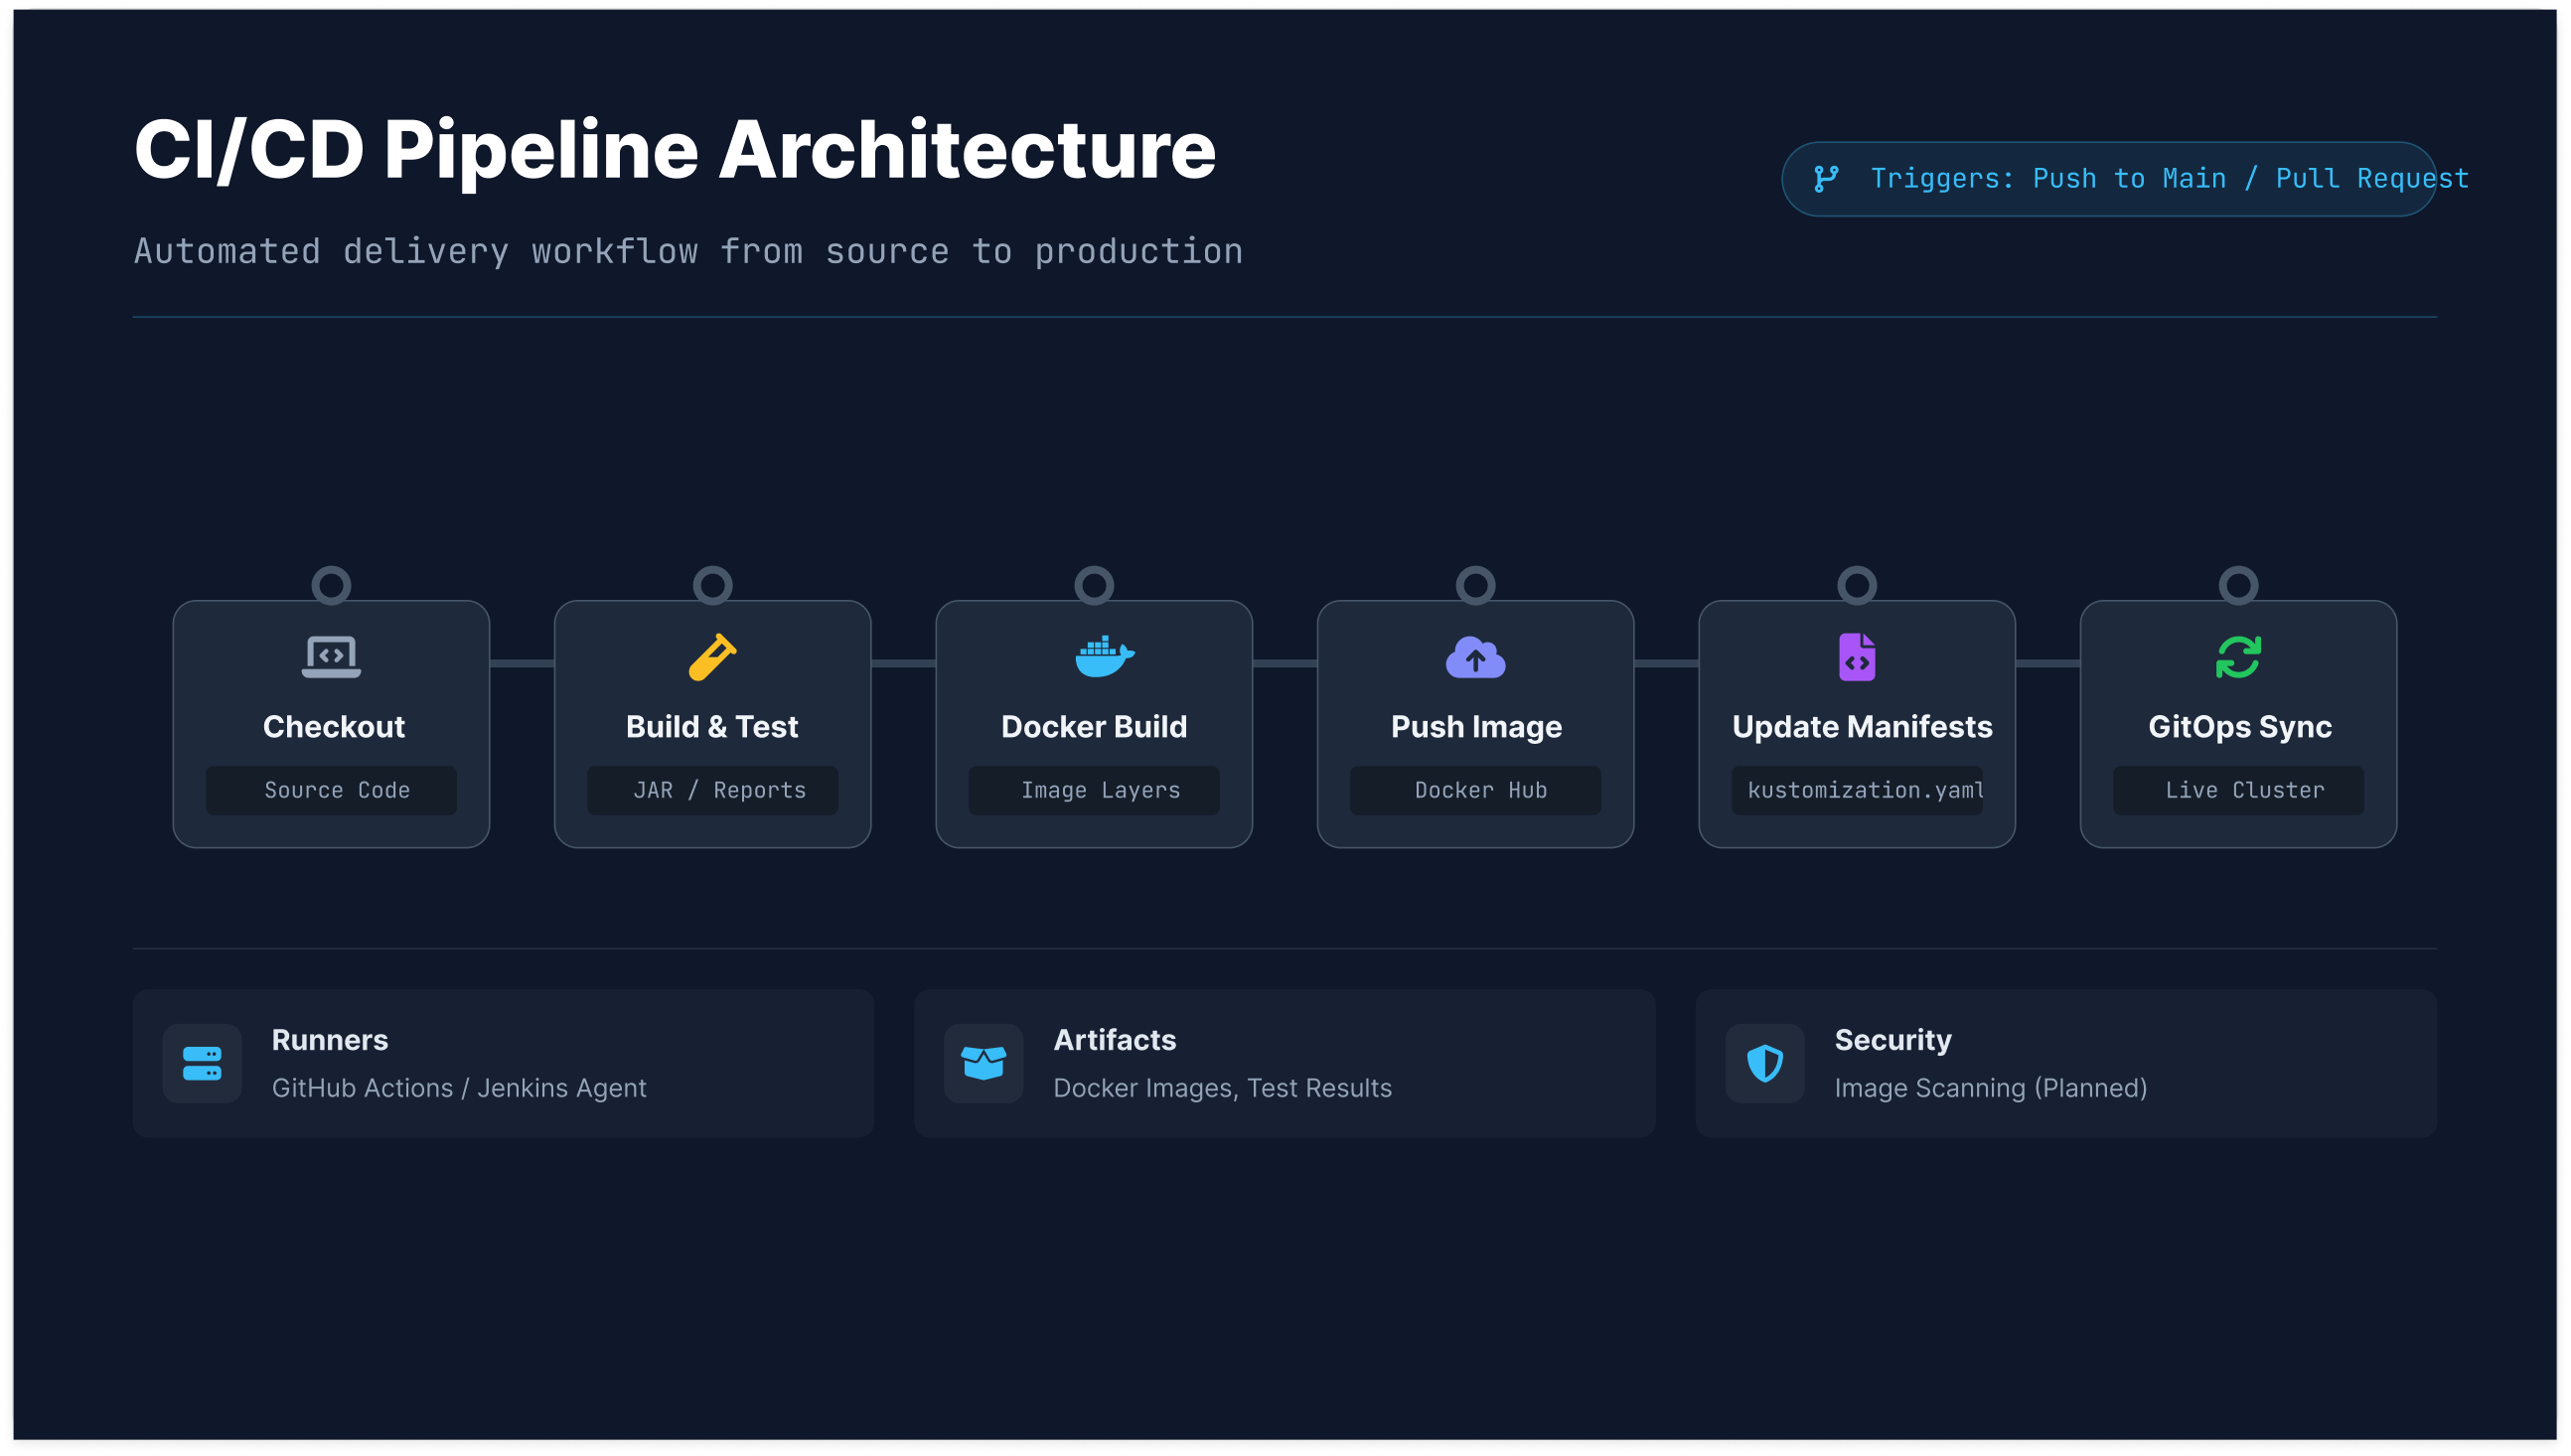 CI/CD Pipeline Architecture
Triggers: Push to Main / Pull Request
Automated delivery workflow from source to production
Checkout
Source Code
Build & Test
JAR / Reports
Docker Build
Image Layers
Push Image
Docker Hub
Update Manifests
kustomization.yaml
GitOps Sync
Live Cluster
Runners
GitHub Actions / Jenkins Agent
Artifacts
Docker Images, Test Results
Security
Image Scanning (Planned)